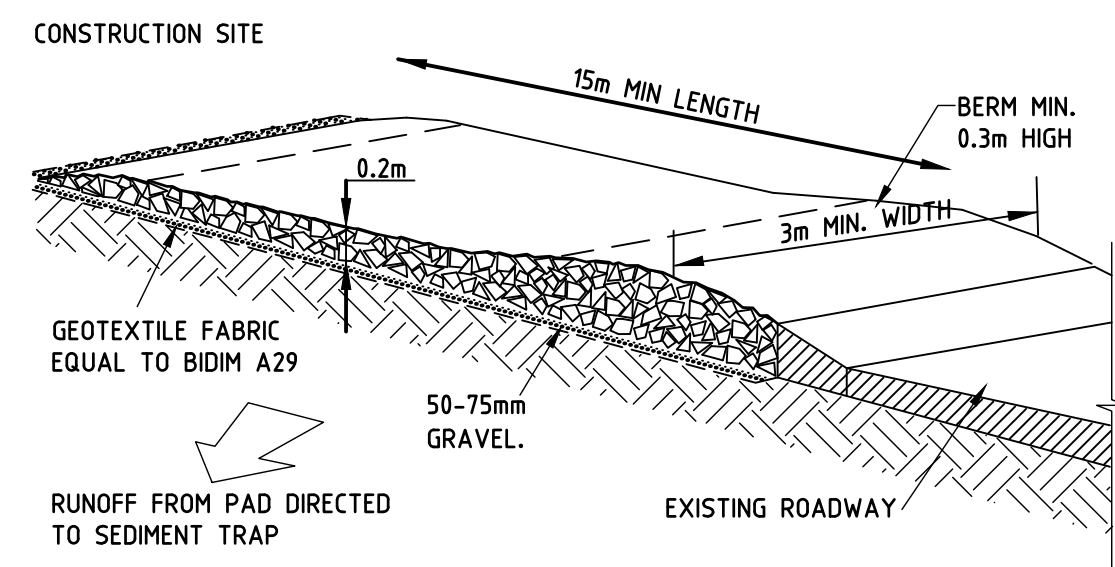 CONSTRUCTION SITE
15m MIN LENGTH
BERM MIN.
0.3m HIGH
0.2m
3m MIN. WIDTH
GEOTEXTILE FABRIC
EQUAL TO BIDIM A29
50-75mm
GRAVEL.
RUNOFF FROM PAD DIRECTED
TO SEDIMENT TRAP
EXISTING ROADWAY